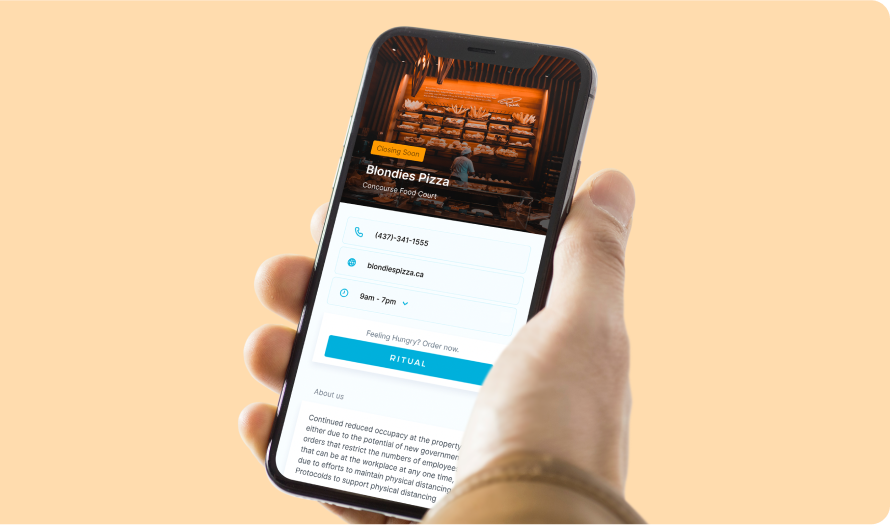 Closing Soon
Blondies Pizza
Concourse Food Court
(437)-341-1555
blondiespizza.ca
9am - 7pm
Feeling Hungry? Order now.
RITUAL
About us
Continued reduced occupancy at the property
either due to the potential of new governmen
orders that restrict the numbers of employee
that can be at the workplace at any one time,
due to efforts to maintain physical distancing
Protocolds to support physical distancing